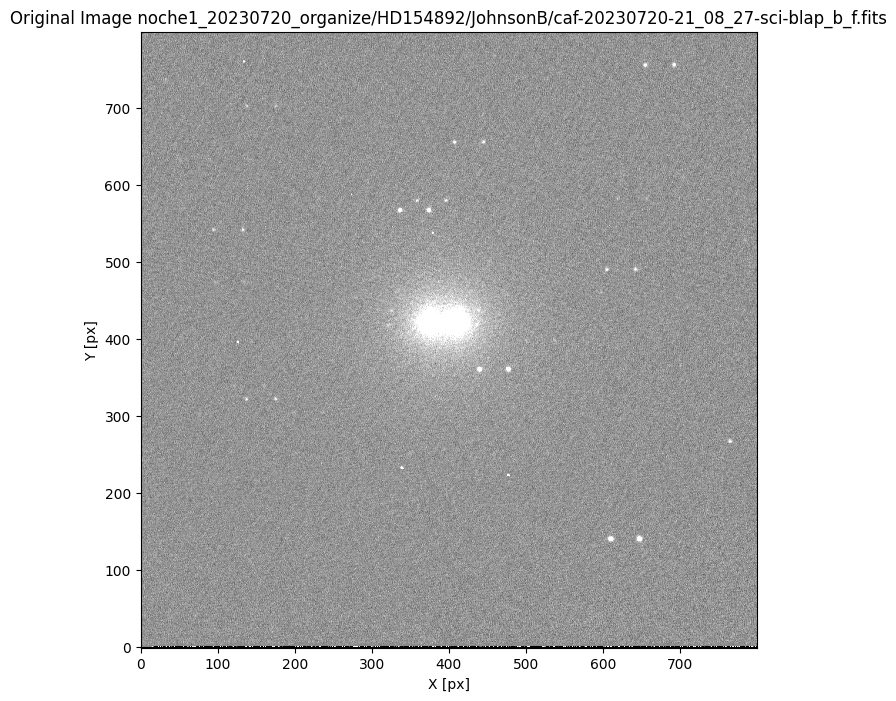 Original Image noche1_20230720_organize/HD154892/JohnsonB/caf-20230720-21_08_27-sci-blap_b_f.fits
700
600
500
400
300
200
100
0
Y [px]
0 100 200 300 400 500 600 700
X [px]